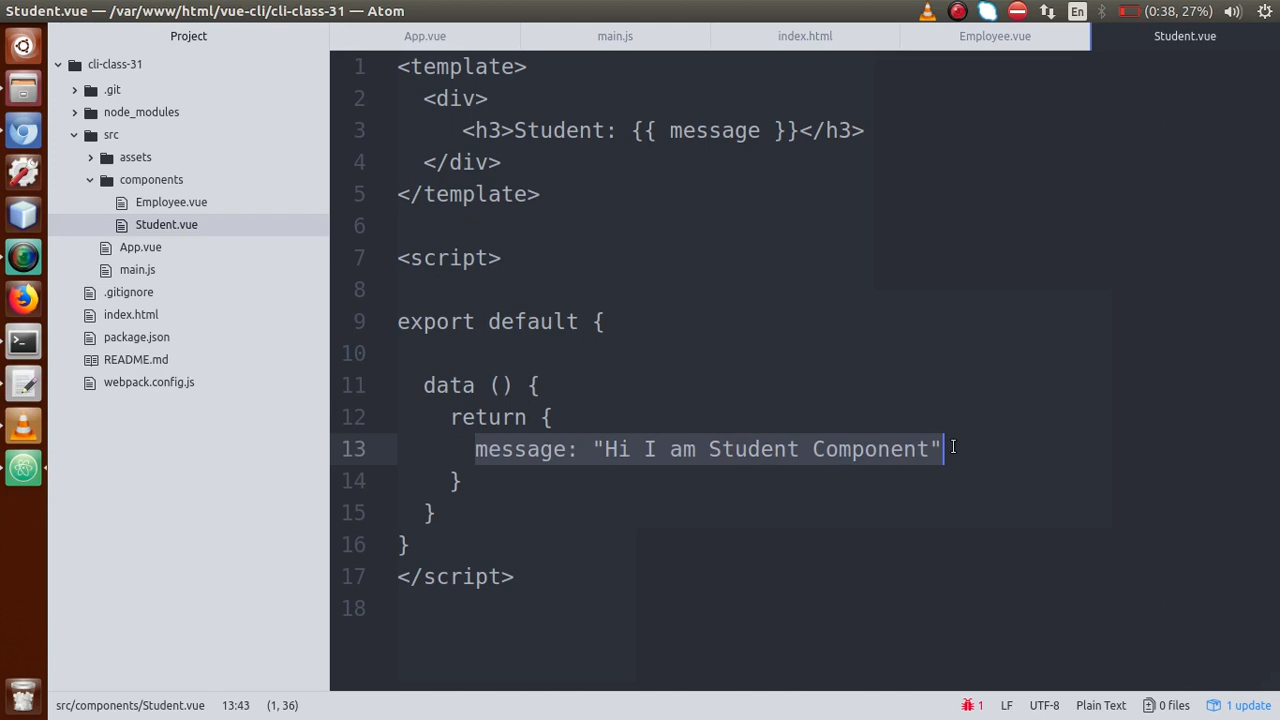 Student.vue — /var/www/html/vue-cli/cli-class-31 — Atom
En
(0:38, 27%)
Project
App.vue
main.js
index.html
Employee.vue
Student.vue
cli-class-31
.git
node_modules
src
assets
components
Employee.vue
Student.vue
App.vue
main.js
.gitignore
index.html
package.json
README.md
webpack.config.js
1 <template>
2 <div>
3 <h3>Student: {{ message }}</h3>
4 </div>
5 </template>
6
7 <script>
8
9 export default {
10
11 data () {
12 return {
13 message: "Hi I am Student Component"
14 }
15 }
16 }
17 </script>
18
src/components/Student.vue 13:43 (1, 36) 1 LF UTF-8 Plain Text 0 files 1 update